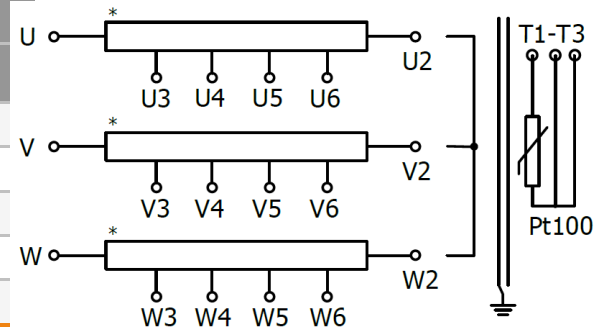 *
U
U2
U3 U4 U5 U6
T1-T3
*
V
V2
V3 V4 V5 V6
Pt100
*
W
W2
W3 W4 W5 W6